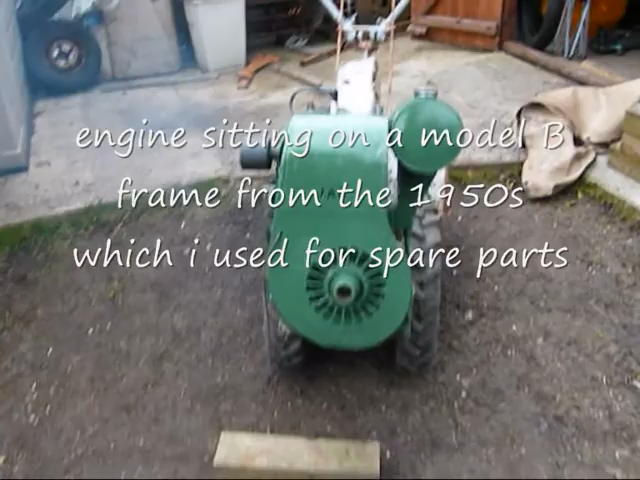 engine sitting on a model B
frame from the 1950s
which i used for spare parts